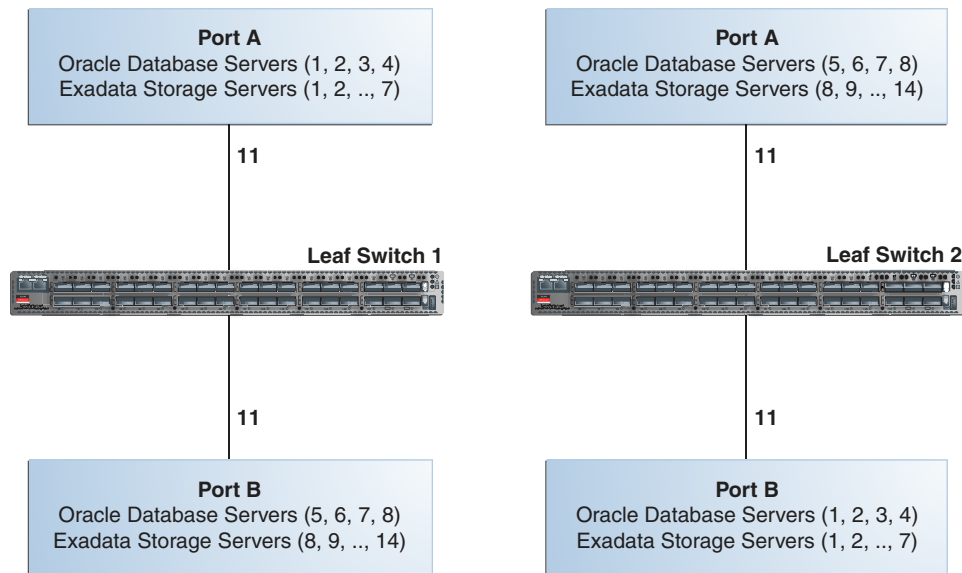 Port A
Oracle Database Servers (1, 2, 3, 4)
Exadata Storage Servers (1, 2, .., 7)
Port A
Oracle Database Servers (5, 6, 7, 8)
Exadata Storage Servers (8, 9, .., 14)
11
11
Leaf Switch 1
Leaf Switch 2
11
11
Port B
Oracle Database Servers (5, 6, 7, 8)
Exadata Storage Servers (8, 9, .., 14)
Port B
Oracle Database Servers (1, 2, 3, 4)
Exadata Storage Servers (1, 2, .., 7)